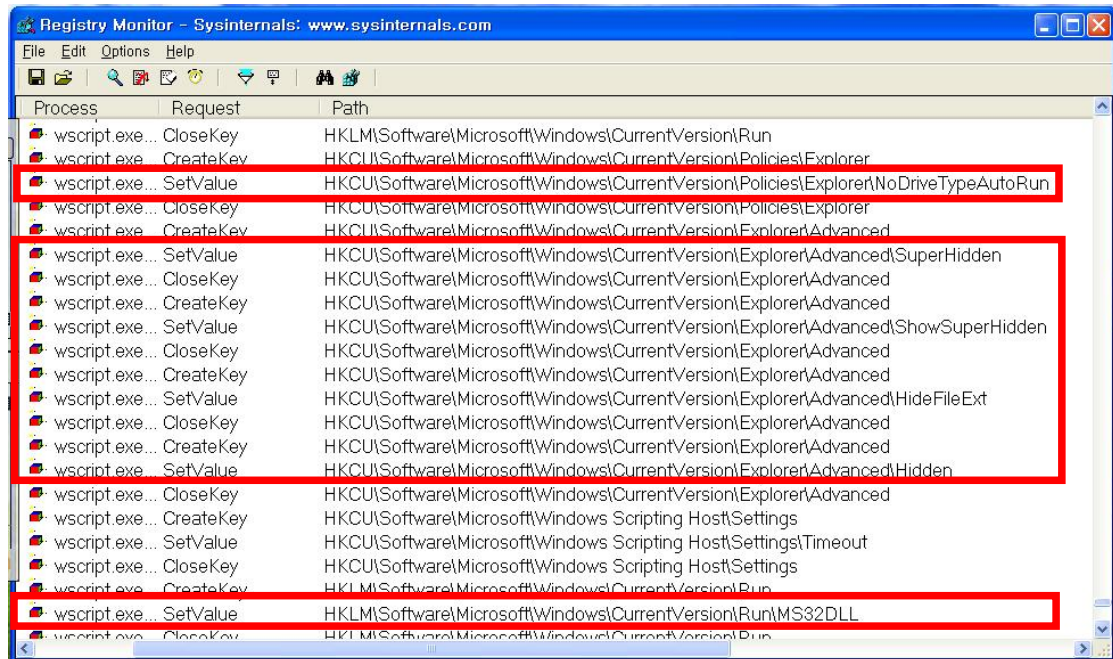 Registry Monitor - Sysinternals: www.sysinternals.com
File Edit Options Help
Process Request Path
wscript.exe... CloseKey HKLM\Software\Microsoft\Windows\CurrentVersion\Run
wscript.exe... CreateKey HKCU\Software\Microsoft\Windows\CurrentVersion\Policies\Explorer
wscript.exe... SetValue HKCU\Software\Microsoft\Windows\CurrentVersion\Policies\Explorer\NoDriveTypeAutoRun
wscript.exe... CloseKey HKCU\Software\Microsoft\Windows\CurrentVersion\Policies\Explorer
wscript.exe... CreateKey HKCU\Software\Microsoft\Windows\CurrentVersion\Explorer\Advanced
wscript.exe... SetValue HKCU\Software\Microsoft\Windows\CurrentVersion\Explorer\Advanced\SuperHidden
wscript.exe... CloseKey HKCU\Software\Microsoft\Windows\CurrentVersion\Explorer\Advanced
wscript.exe... CreateKey HKCU\Software\Microsoft\Windows\CurrentVersion\Explorer\Advanced
wscript.exe... SetValue HKCU\Software\Microsoft\Windows\CurrentVersion\Explorer\Advanced\ShowSuperHidden
wscript.exe... CloseKey HKCU\Software\Microsoft\Windows\CurrentVersion\Explorer\Advanced
wscript.exe... CreateKey HKCU\Software\Microsoft\Windows\CurrentVersion\Explorer\Advanced
wscript.exe... SetValue HKCU\Software\Microsoft\Windows\CurrentVersion\Explorer\Advanced\HideFileExt
wscript.exe... CloseKey HKCU\Software\Microsoft\Windows\CurrentVersion\Explorer\Advanced
wscript.exe... CreateKey HKCU\Software\Microsoft\Windows\CurrentVersion\Explorer\Advanced
wscript.exe... SetValue HKCU\Software\Microsoft\Windows\CurrentVersion\Explorer\Advanced\Hidden
wscript.exe... CloseKey HKCU\Software\Microsoft\Windows\CurrentVersion\Explorer\Advanced
wscript.exe... CreateKey HKCU\Software\Microsoft\Windows Scripting Host\Settings
wscript.exe... SetValue HKCU\Software\Microsoft\Windows Scripting Host\Settings\Timeout
wscript.exe... CloseKey HKCU\Software\Microsoft\Windows Scripting Host\Settings
wscript.exe... CreateKey HKLM\Software\Microsoft\Windows\CurrentVersion\Run
wscript.exe... SetValue HKLM\Software\Microsoft\Windows\CurrentVersion\Run\MS32DLL
wscript.exe... CloseKey HKLM\Software\Microsoft\Windows\CurrentVersion\Run